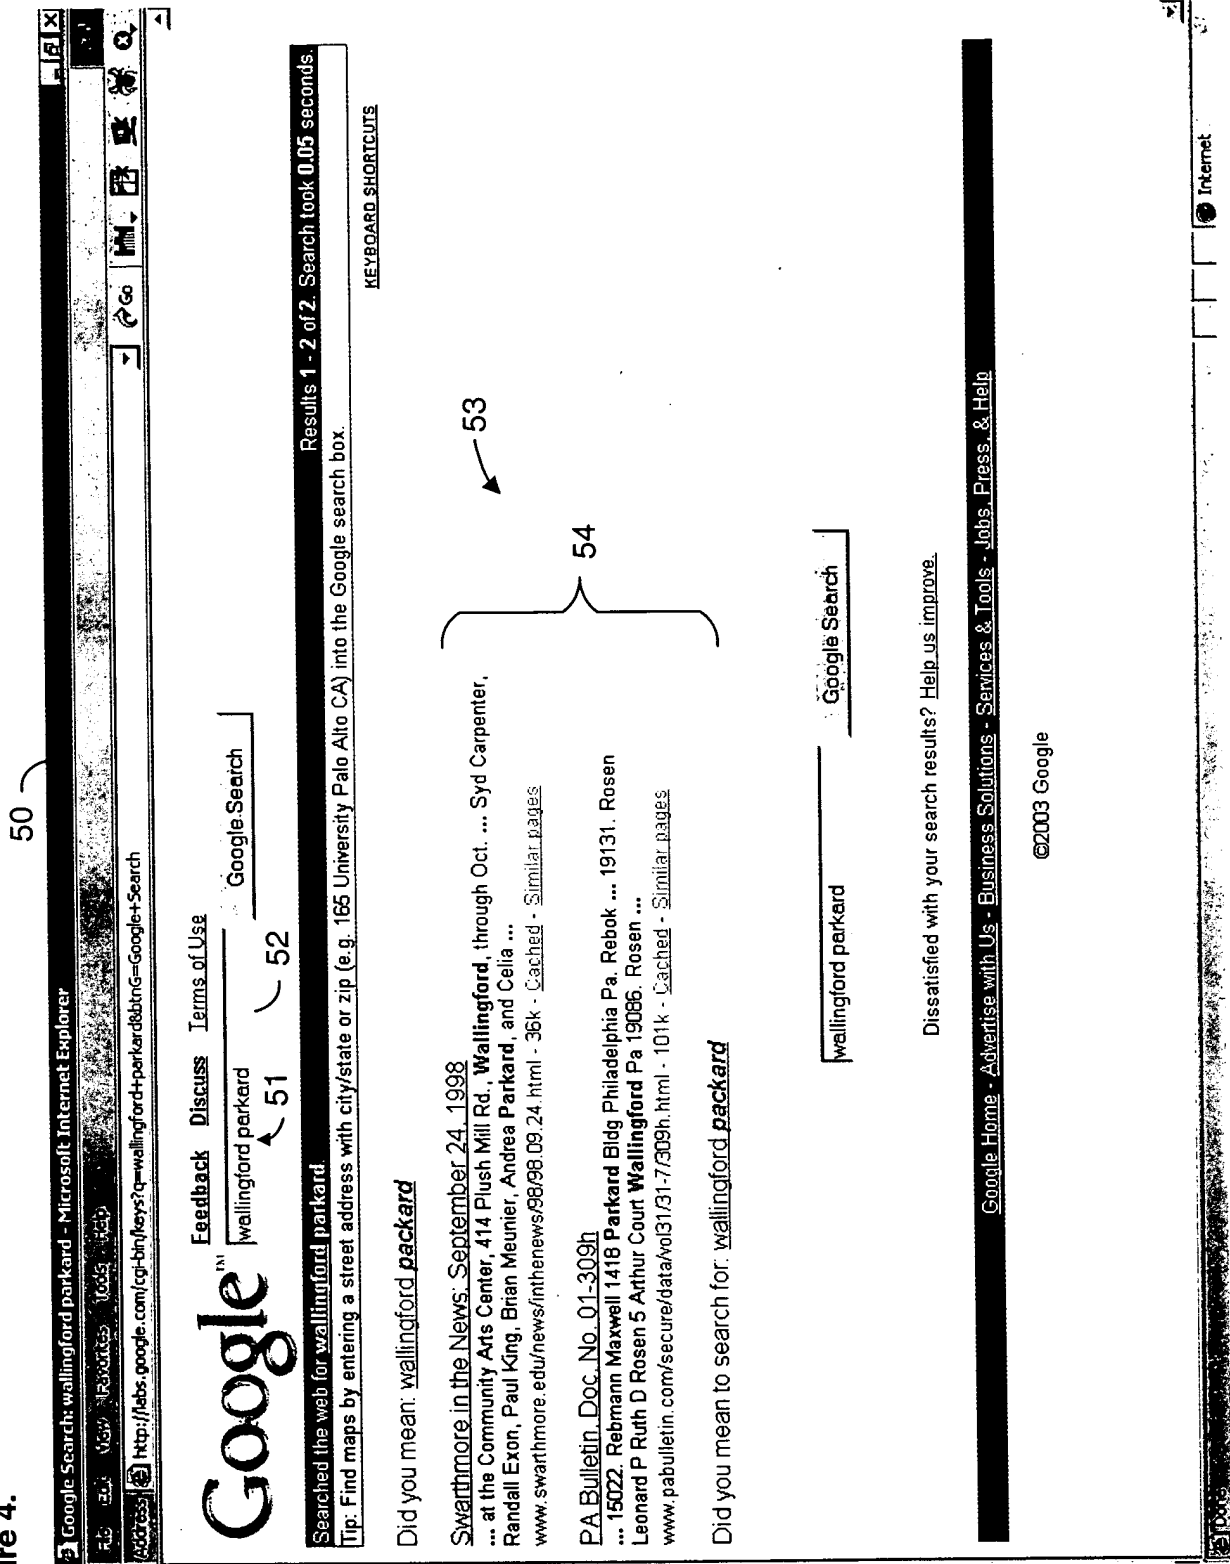 re 4.
50
Google Search: wallingford parkard - Microsoft Internet Explorer
File Edit View Favorites Tools Help
Address http://labs.google.com/cgi-bin/keys?q=wallingford+parkard&btnG=Google+Search Go
Feedback Discuss Terms of Use
Google™ wallingford parkard Google Search
51 52
Searched the web for wallingford parkard. Results 1 - 2 of 2. Search took 0.05 seconds.
Tip: Find maps by entering a street address with city/state or zip (e.g. 165 University Palo Alto CA) into the Google search box.
KEYBOARD SHORTCUTS
Did you mean: wallingford packard
53
Swarthmore in the News: September 24, 1998
... at the Community Arts Center, 414 Plush Mill Rd., Wallingford, through Oct. ... Syd Carpenter,
Randall Exon, Paul King, Brian Meunier, Andrea Parkard, and Celia ...
www.swarthmore.edu/news/inthenews/98/98.09.24.html - 36k - Cached - Similar pages
54
PA Bulletin, Doc. No. 01-309h
... 15022. Rebmann Maxwell 1418 Parkard Bldg Philadelphia Pa. Rebok ... 19131. Rosen
Leonard P Ruth D Rosen 5 Arthur Court Wallingford Pa 19086. Rosen ...
www.pabulletin.com/secure/data/vol31/31-7/309h.html - 101k - Cached - Similar pages
Did you mean to search for: wallingford packard
wallingford parkard Google Search
Dissatisfied with your search results? Help us improve.
Google Home - Advertise with Us - Business Solutions - Services & Tools - Jobs, Press, & Help
©2003 Google
Internet